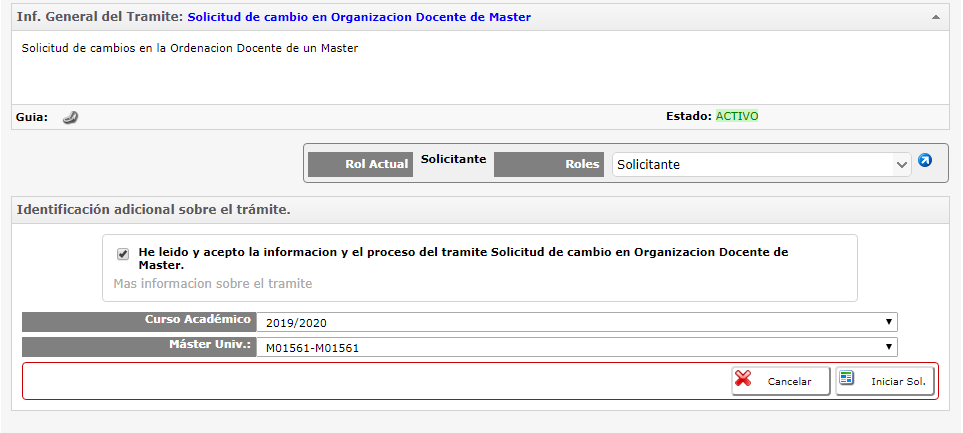 Inf. General del Tramite: Solicitud de cambio en Organizacion Docente de Master
Solicitud de cambios en la Ordenacion Docente de un Master
Guia:
Estado: ACTIVO
Rol Actual Solicitante Roles Solicitante
Identificación adicional sobre el trámite.
He leido y acepto la informacion y el proceso del tramite Solicitud de cambio en Organizacion Docente de
Master.
Mas informacion sobre el tramite
Curso Académico 2019/2020
Máster Univ.: M01561-M01561
Cancelar Iniciar Sol.